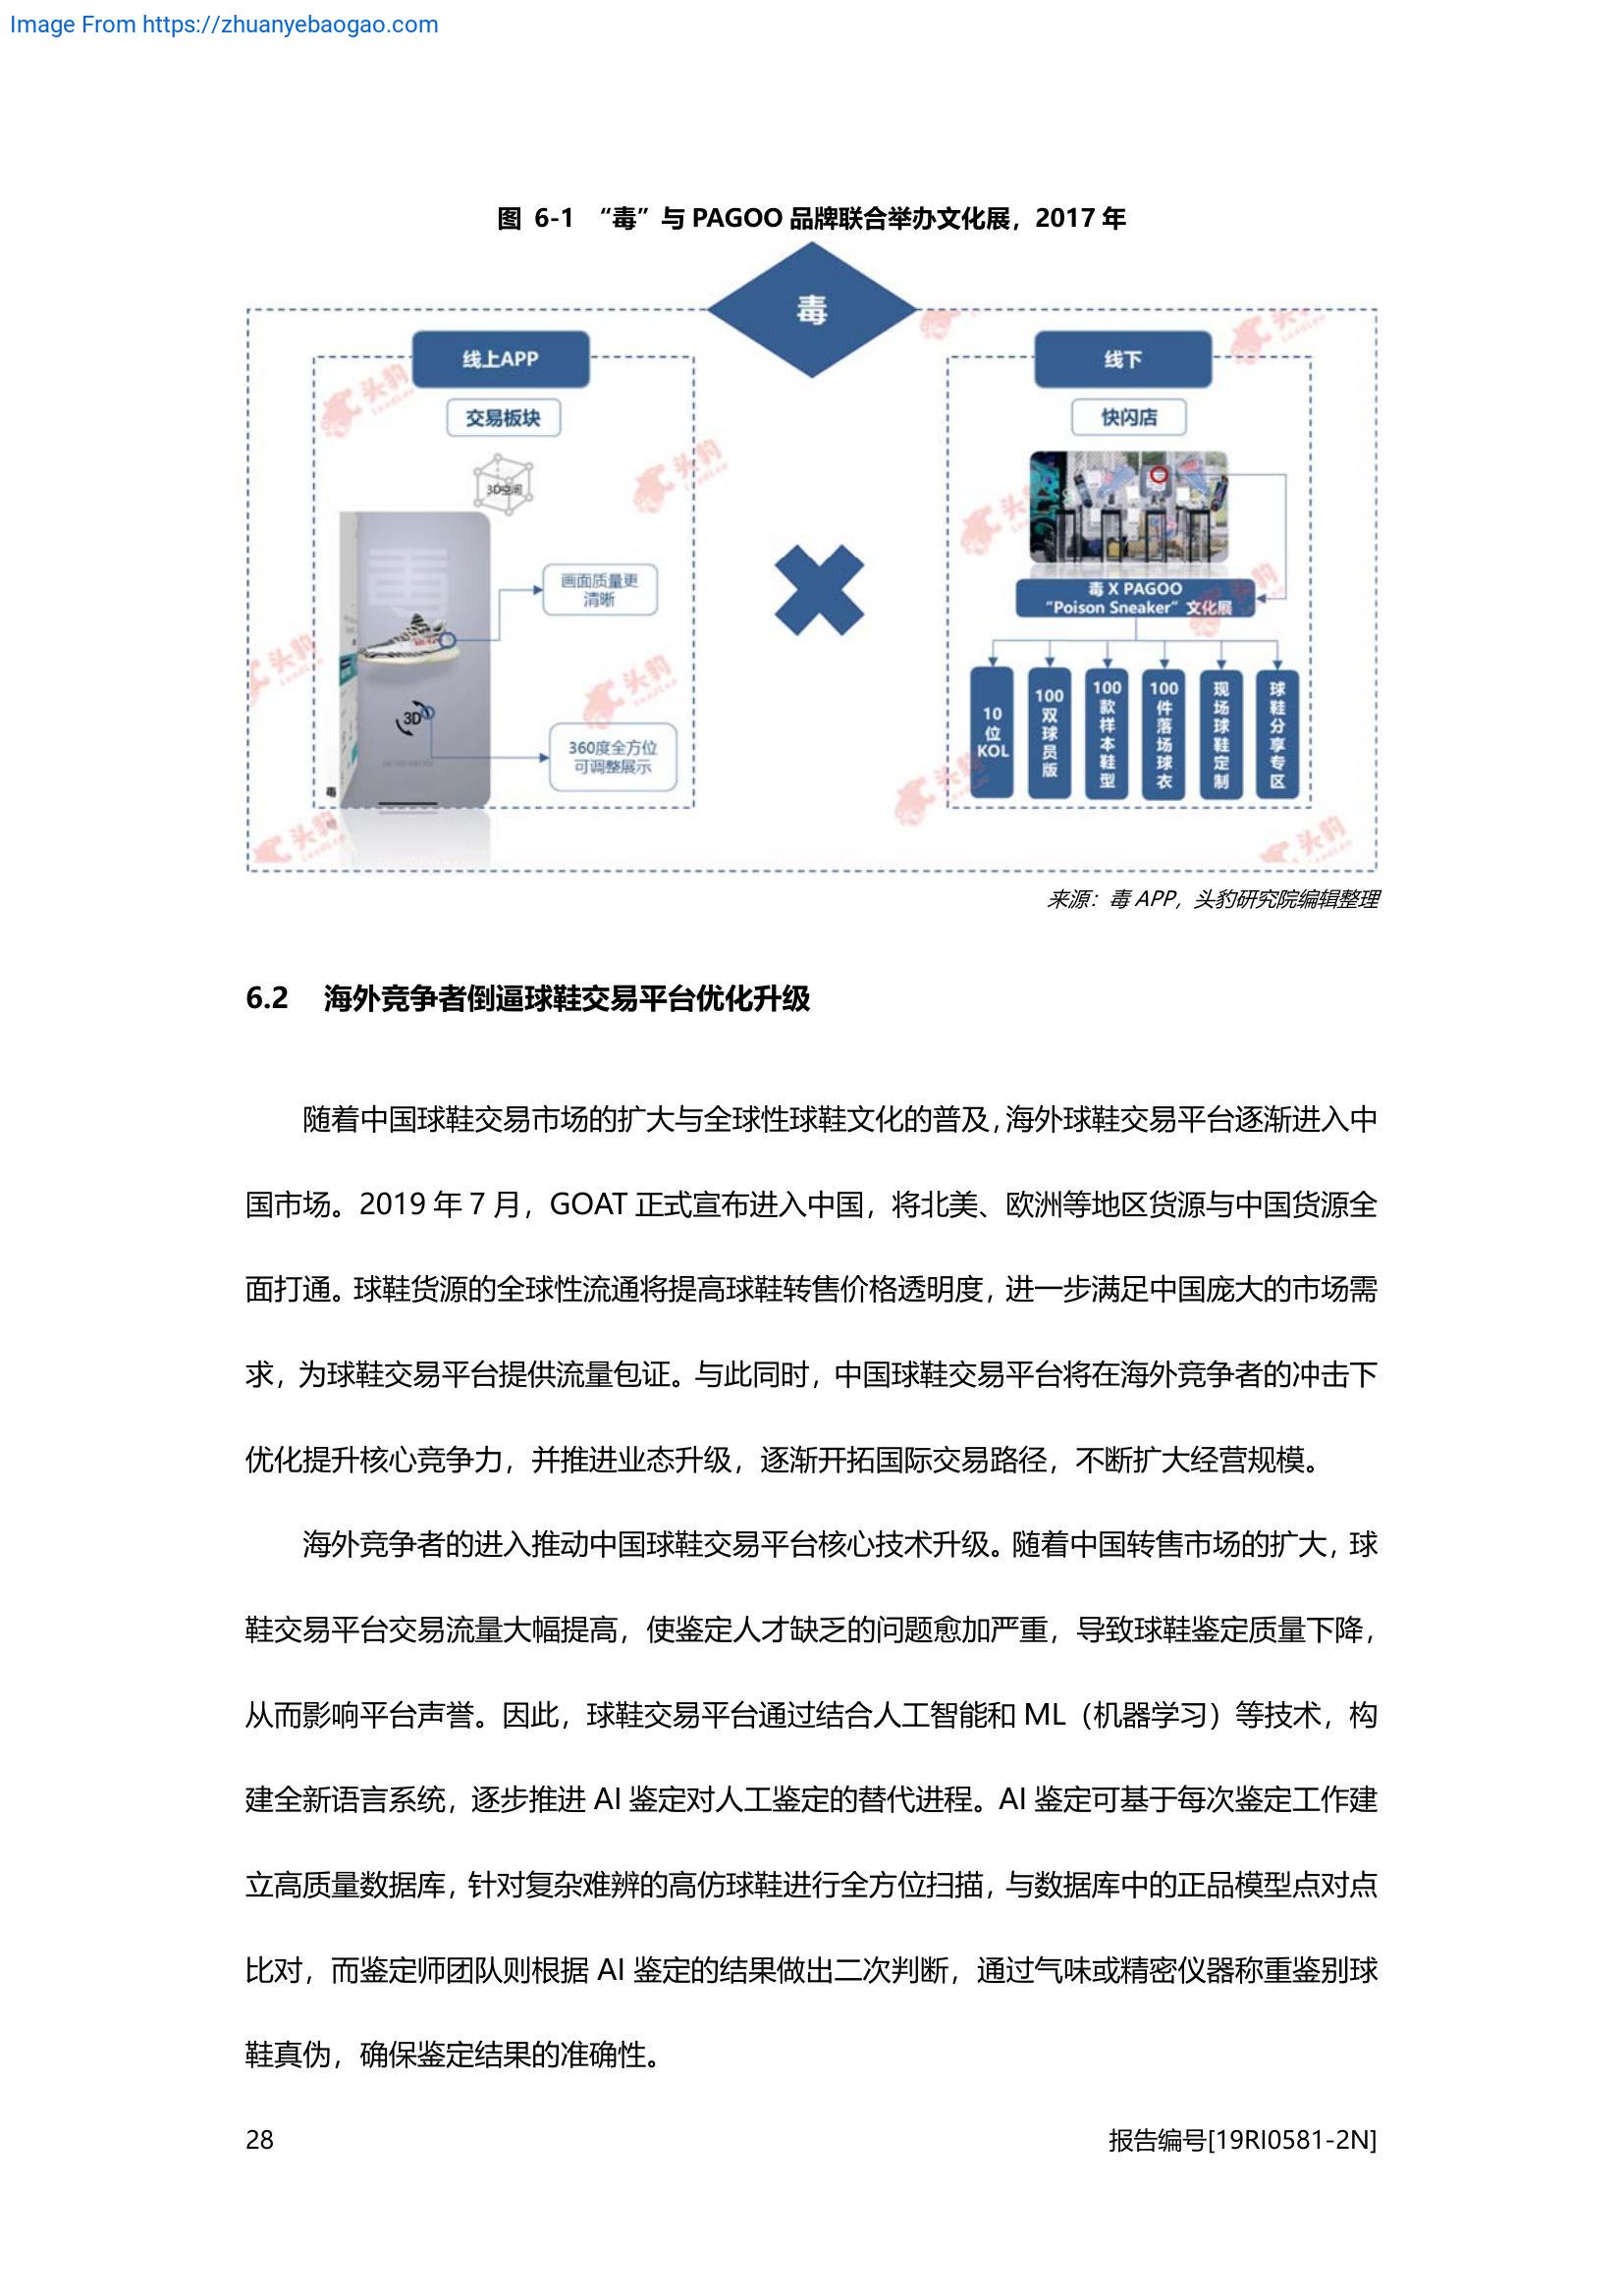 Image From https://zhuanyebaogao.com
图 6-1 “毒”与 PAGOO 品牌联合举办文化展，2017 年
毒
线上APP
交易板块
3D空间
毒
画面质量更
清晰
3D
360度全方位
可调整展示
毒
线下
快闪店
毒 X PAGOO
“Poison Sneaker” 文化展
10位KOL
100双球员版
100款样本鞋型
100件落场球衣
现场球鞋定制
球鞋分享专区
头豹
LeadLeo
来源：毒 APP，头豹研究院编辑整理
6.2 海外竞争者倒逼球鞋交易平台优化升级
随着中国球鞋交易市场的扩大与全球性球鞋文化的普及，海外球鞋交易平台逐渐进入中
国市场。2019 年 7 月，GOAT 正式宣布进入中国，将北美、欧洲等地区货源与中国货源全
面打通。球鞋货源的全球性流通将提高球鞋转售价格透明度，进一步满足中国庞大的市场需
求，为球鞋交易平台提供流量包证。与此同时，中国球鞋交易平台将在海外竞争者的冲击下
优化提升核心竞争力，并推进业态升级，逐渐开拓国际交易路径，不断扩大经营规模。
海外竞争者的进入推动中国球鞋交易平台核心技术升级。随着中国转售市场的扩大，球
鞋交易平台交易流量大幅提高，使鉴定人才缺乏的问题愈加严重，导致球鞋鉴定质量下降，
从而影响平台声誉。因此，球鞋交易平台通过结合人工智能和 ML（机器学习）等技术，构
建全新语言系统，逐步推进 AI 鉴定对人工鉴定的替代进程。AI 鉴定可基于每次鉴定工作建
立高质量数据库，针对复杂难辨的高仿球鞋进行全方位扫描，与数据库中的正品模型点对点
比对，而鉴定师团队则根据 AI 鉴定的结果做出二次判断，通过气味或精密仪器称重鉴别球
鞋真伪，确保鉴定结果的准确性。
28
报告编号[19RI0581-2N]